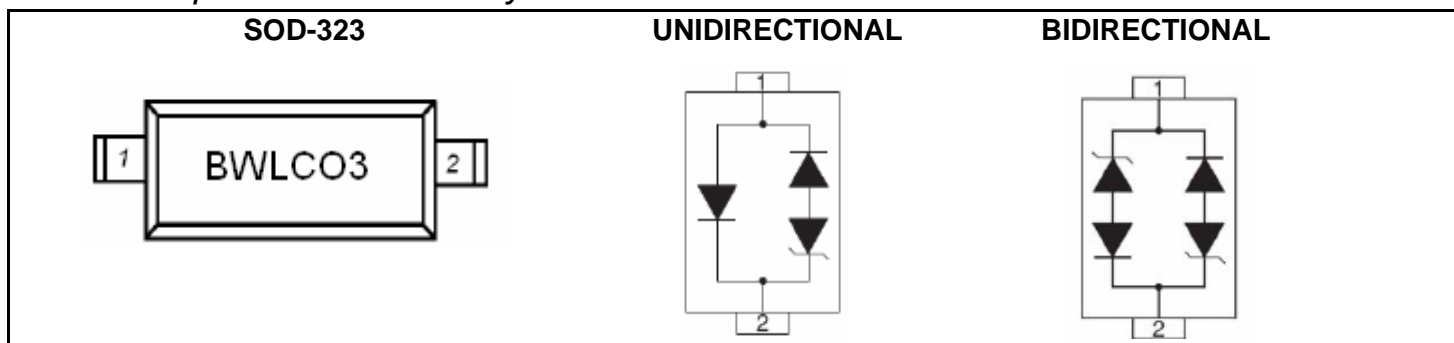 SOD-323 UNIDIRECTIONAL BIDIRECTIONAL
1 BWLCO3 2
1 1
2 2